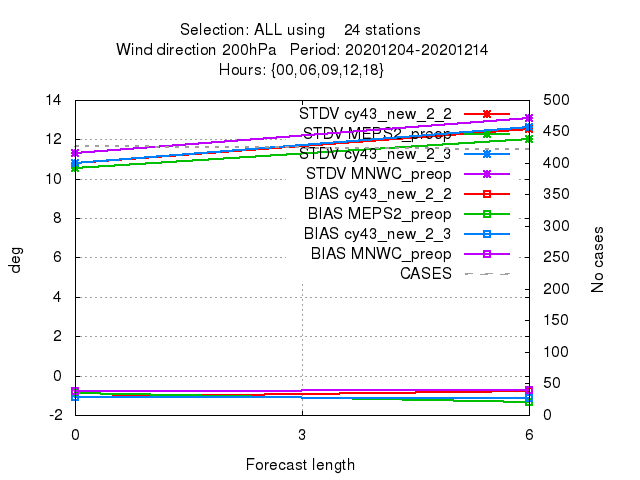 Selection: ALL using 24 stations
Wind direction 200hPa Period: 20201204-20201214
Hours: {00,06,09,12,18}
14 500
STDV cy43_new_2_2
12 450
STDV MEPS2_preop
STDV cy43_new_2_3
10 400
STDV MNWC_preop
350
BIAS cy43_new_2_2
8 300
BIAS MEPS2_preop
BIAS cy43_new_2_3
6 250
BIAS MNWC_preop
CASES
deg
No cases
4 200
2 150
100
0 50
-2 0
0 3 6
Forecast length